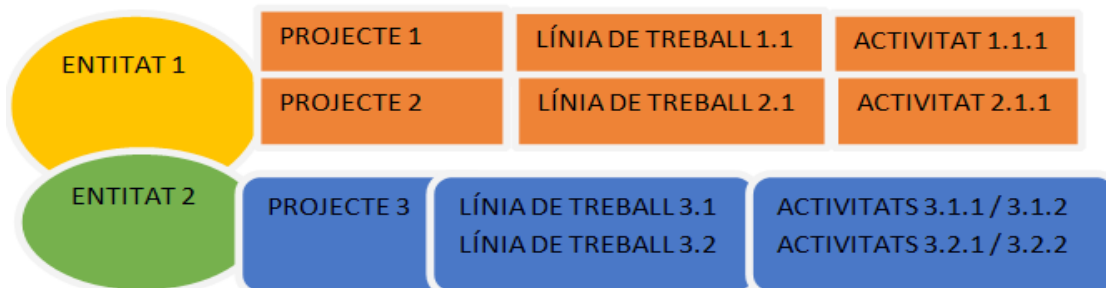 ENTITAT 1
PROJECTE 1 LÍNIA DE TREBALL 1.1 ACTIVITAT 1.1.1
PROJECTE 2 LÍNIA DE TREBALL 2.1 ACTIVITAT 2.1.1
ENTITAT 2
PROJECTE 3 LÍNIA DE TREBALL 3.1 ACTIVITATS 3.1.1 / 3.1.2
LÍNIA DE TREBALL 3.2 ACTIVITATS 3.2.1 / 3.2.2